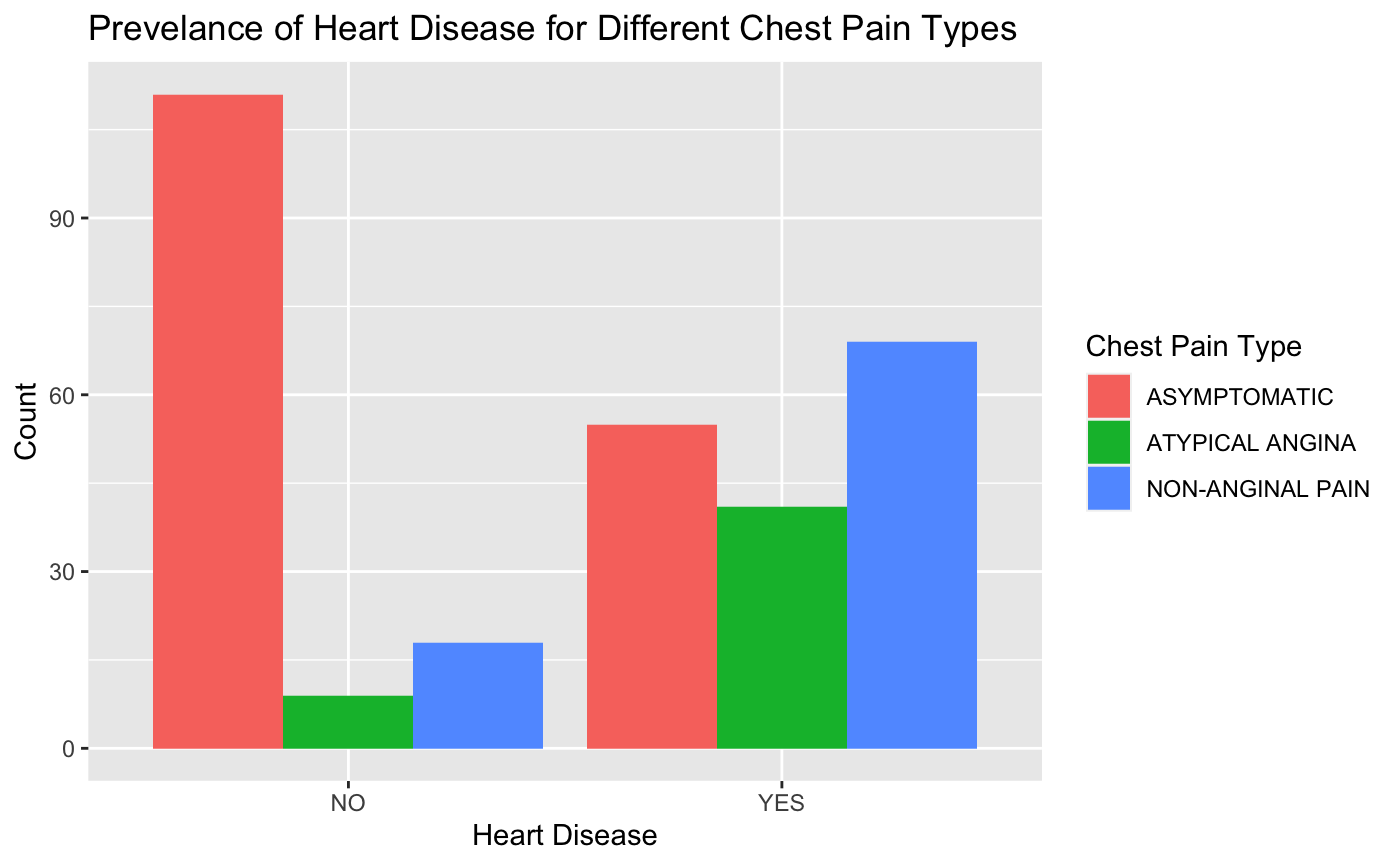 Prevelance of Heart Disease for Different Chest Pain Types
Count
90
60
30
0
NO
YES
Heart Disease
Chest Pain Type
ASYMPTOMATIC
ATYPICAL ANGINA
NON-ANGINAL PAIN